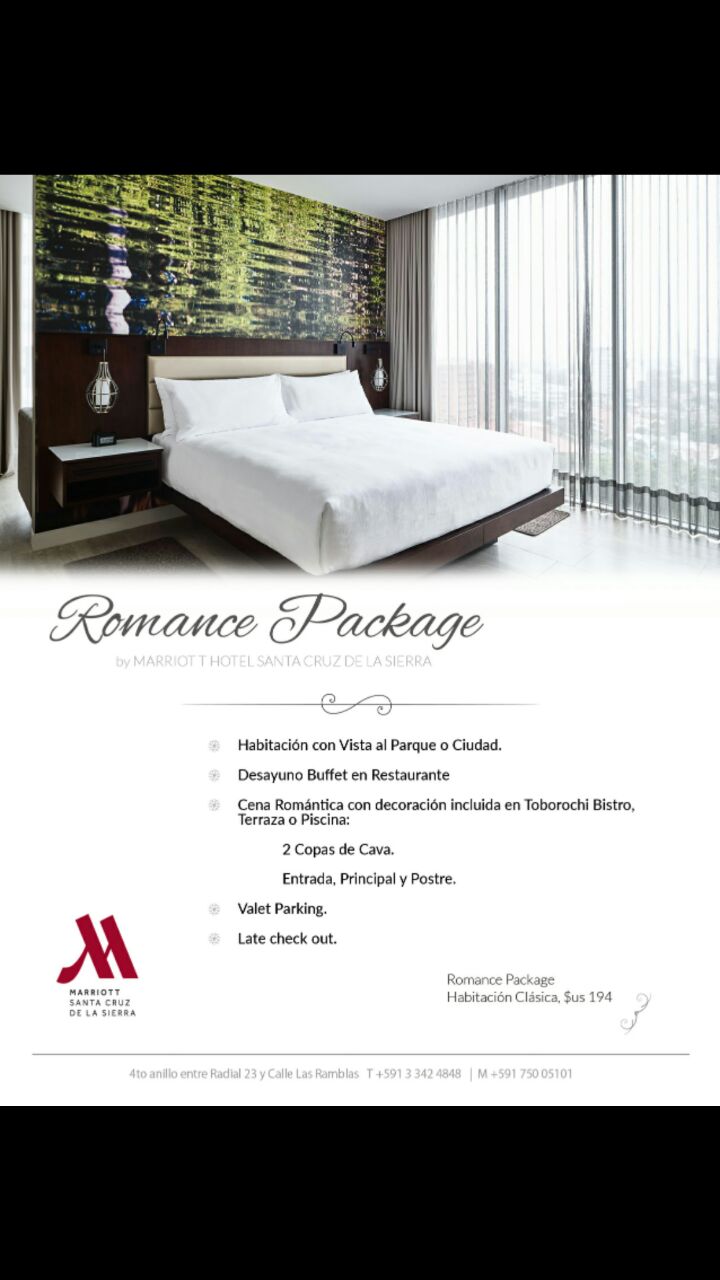 Romance Package
by MARRIOTT HOTEL SANTA CRUZ DE LA SIERRA
Habitación con Vista al Parque o Ciudad.
Desayuno Buffet en Restaurante
Cena Romántica con decoración incluida en Toborochi Bistro,
Terraza o Piscina:
2 Copas de Cava.
Entrada, Principal y Postre.
Valet Parking.
Late check out.
MARRIOTT
SANTA CRUZ
DE LA SIERRA
Romance Package
Habitación Clásica, $us 194
4to anillo entre Radial 23 y Calle Las Ramblas T +591 3 342 4848 | M +591 750 05101